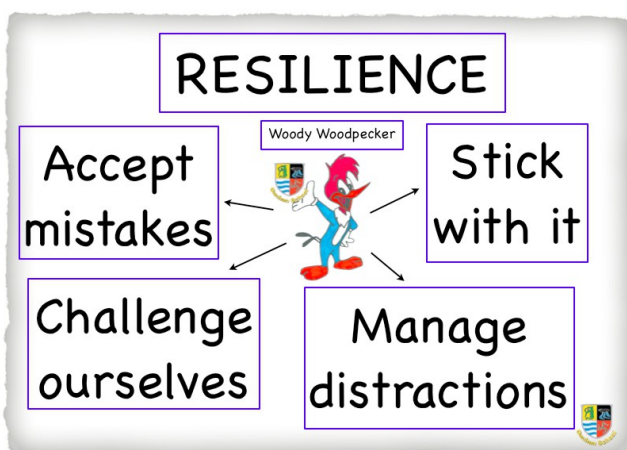 RESILIENCE
Woody Woodpecker
Accept
mistakes
Stick
with it
Challenge
ourselves
Manage
distractions